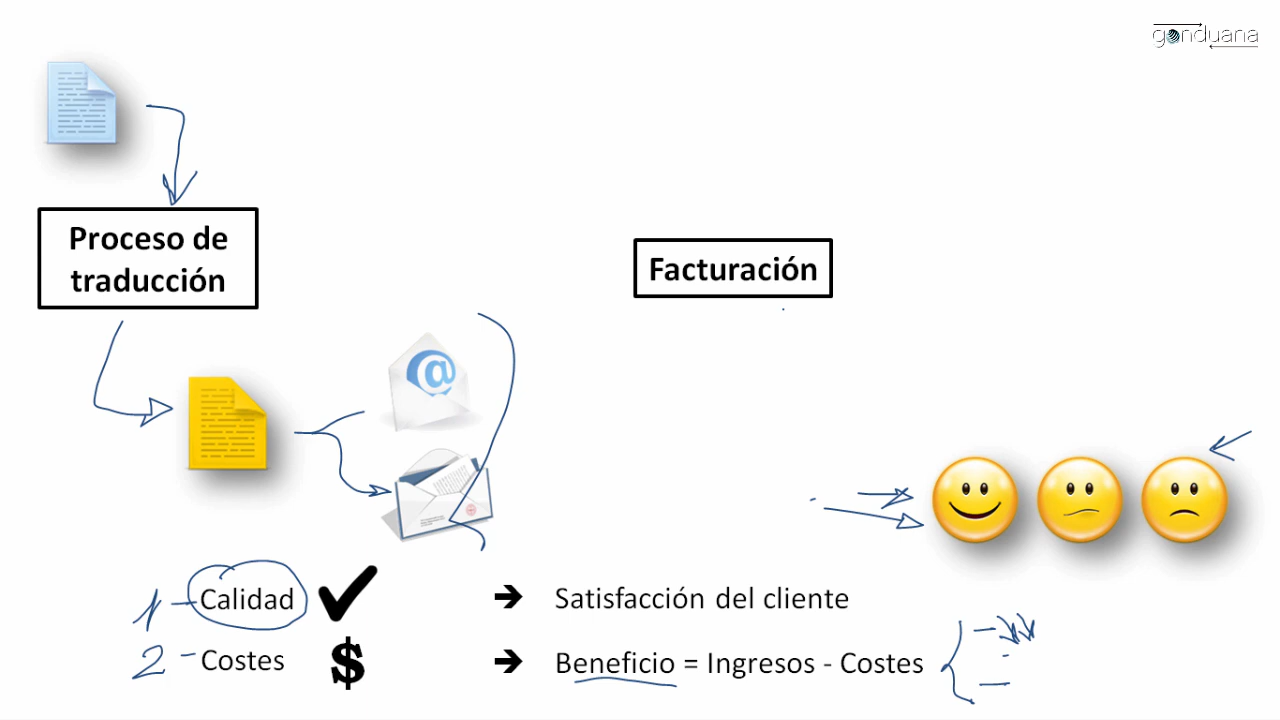 gonduana
Proceso de
traducción
Facturación
@
1 - Calidad ➔ Satisfacción del cliente
2 - Costes $ ➔ Beneficio = Ingresos - Costes